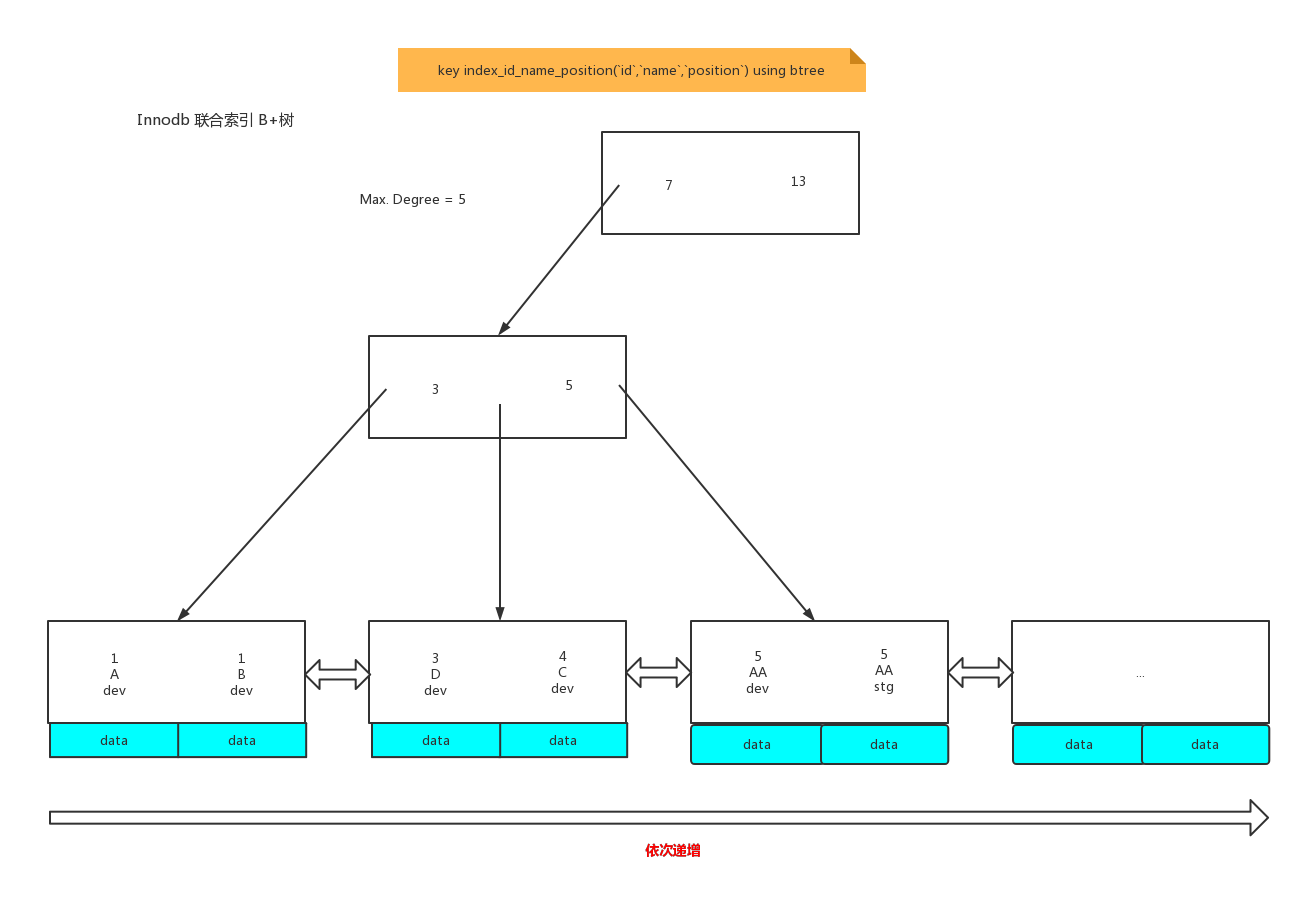 key index_id_name_position(`id`,`name`,`position`) using btree
Innodb 联合索引 B+树
Max. Degree = 5
7 13
3 5
1 1 3 4 5 5
A B D C AA AA ...
dev dev dev dev dev stg
data data data data data data data data
依次递增